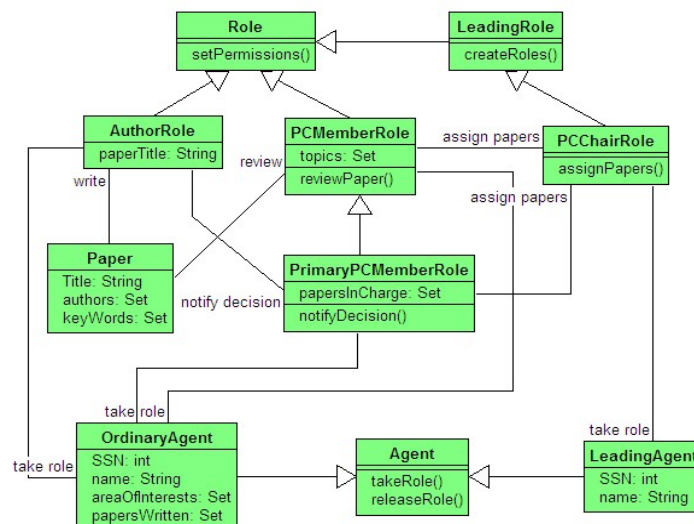 Role
setPermissions()
LeadingRole
createRoles()
AuthorRole
paperTitle: String
PCMemberRole
topics: Set
reviewPaper()
assign papers
PCChairRole
assignPapers()
review
write
assign papers
Paper
Title: String
authors: Set
keyWords: Set
PrimaryPCMemberRole
papersInCharge: Set
notifyDecision()
notify decision
take role
take role
OrdinaryAgent
SSN: int
name: String
areaOfInterests: Set
papersWritten: Set
take role
Agent
takeRole()
releaseRole()
LeadingAgent
SSN: int
name: String